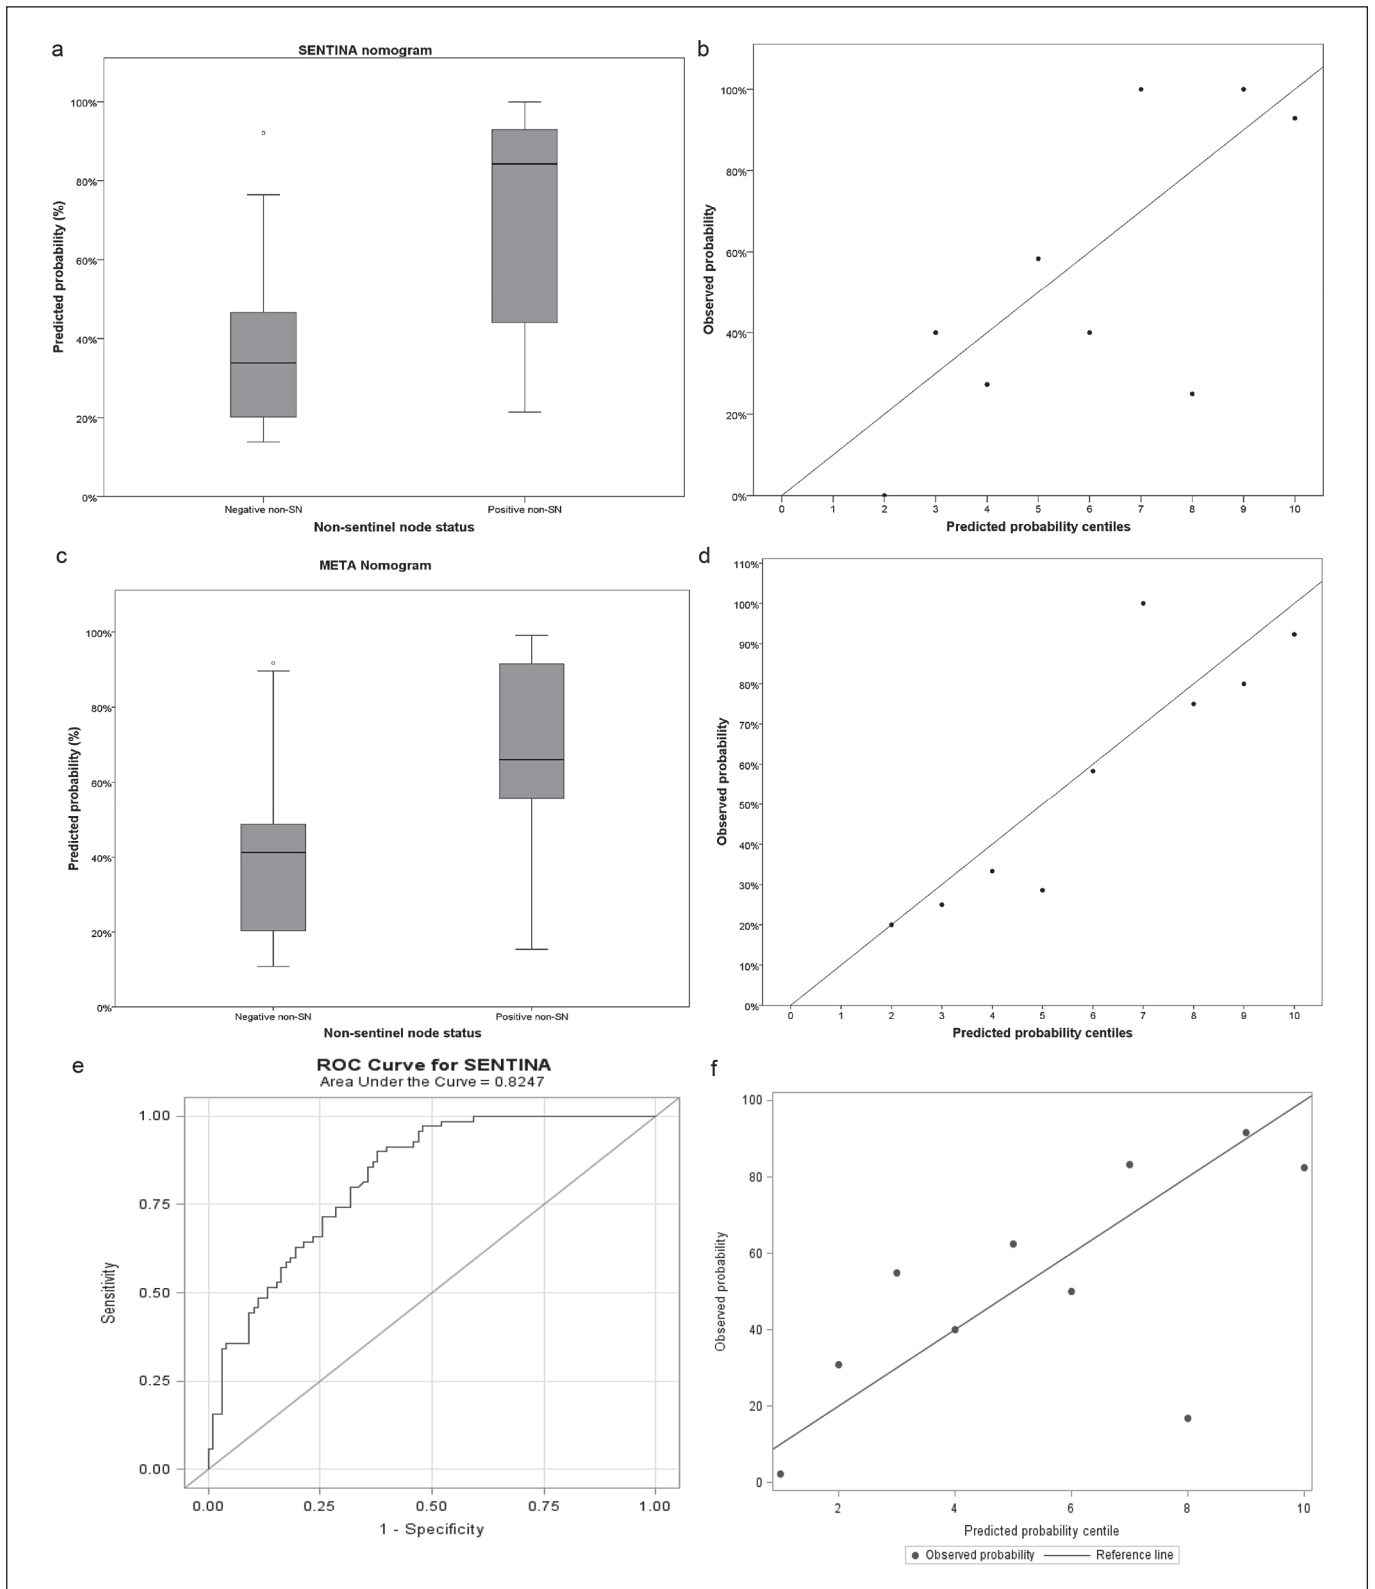 a
SENTINA nomogram
100%
80%
60%
40%
20%
0%
Predicted probability (%)
Negative non-SN
Positive non-SN
Non-sentinel node status
b
100%
80%
60%
40%
20%
0%
Observed probability
0 1 2 3 4 5 6 7 8 9 10
Predicted probability centiles
c
META Nomogram
100%
80%
60%
40%
20%
0%
Predicted probability (%)
Negative non-SN
Positive non-SN
Non-sentinel node status
d
110%
100%
90%
80%
70%
60%
50%
40%
30%
20%
10%
0%
Observed probability
0 1 2 3 4 5 6 7 8 9 10
Predicted probability centiles
e
ROC Curve for SENTINA
Area Under the Curve = 0.8247
1.00
0.75
0.50
0.25
0.00
Sensitivity
0.00 0.25 0.50 0.75 1.00
1 - Specificity
f
100
80
60
40
20
0
Observed probability
2 4 6 8 10
Predicted probability centile
Observed probability Reference line